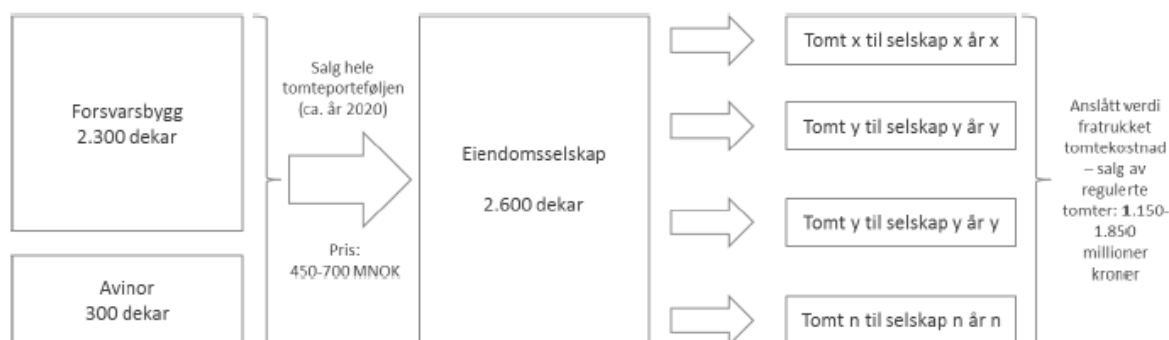 Forsvarsbygg
2.300 dekar
Avinor
300 dekar
Salg hele
tomteporteføljen
(ca. år 2020)
Pris:
450-700 MNOK
Eiendomsselskap
2.600 dekar
Tomt x til selskap x år x
Tomt y til selskap y år y
Tomt y til selskap y år y
Tomt n til selskap n år n
Anslått verdi
fratrukket
tomtekostnad
– salg av
regulerte
tomter: 1.150-
1.850
millioner
kroner